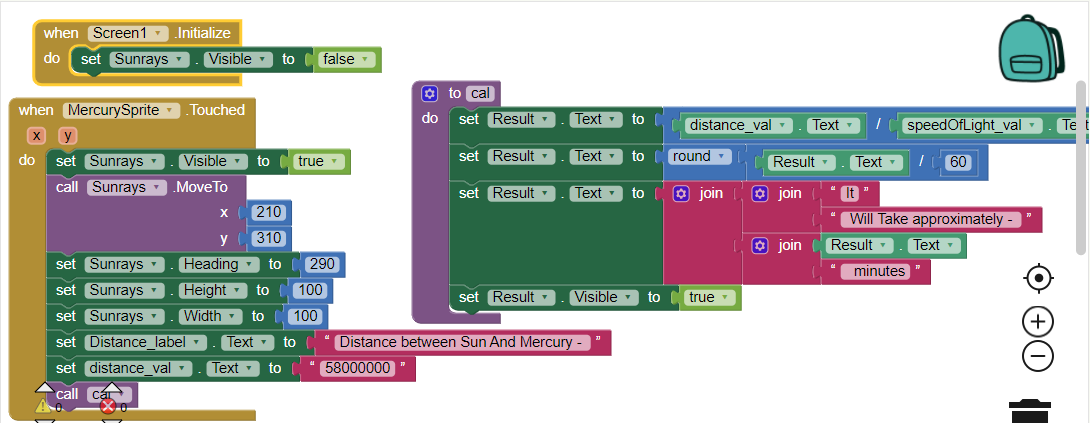 when Screen1 .Initialize
do set Sunrays . Visible to false
when MercurySprite .Touched
x y
do set Sunrays . Visible to true
call Sunrays .MoveTo
x 210
y 310
set Sunrays . Heading to 290
set Sunrays . Height to 100
set Sunrays . Width to 100
set Distance_label . Text to “ Distance between Sun And Mercury - ”
set distance_val . Text to “ 58000000 ”
call cal
0 0
to cal
do set Result . Text to distance_val . Text / speedOfLight_val . Text
set Result . Text to round Result . Text / 60
set Result . Text to join join “ It ”
“ Will Take approximately - ”
join Result . Text
“ minutes ”
set Result . Visible to true